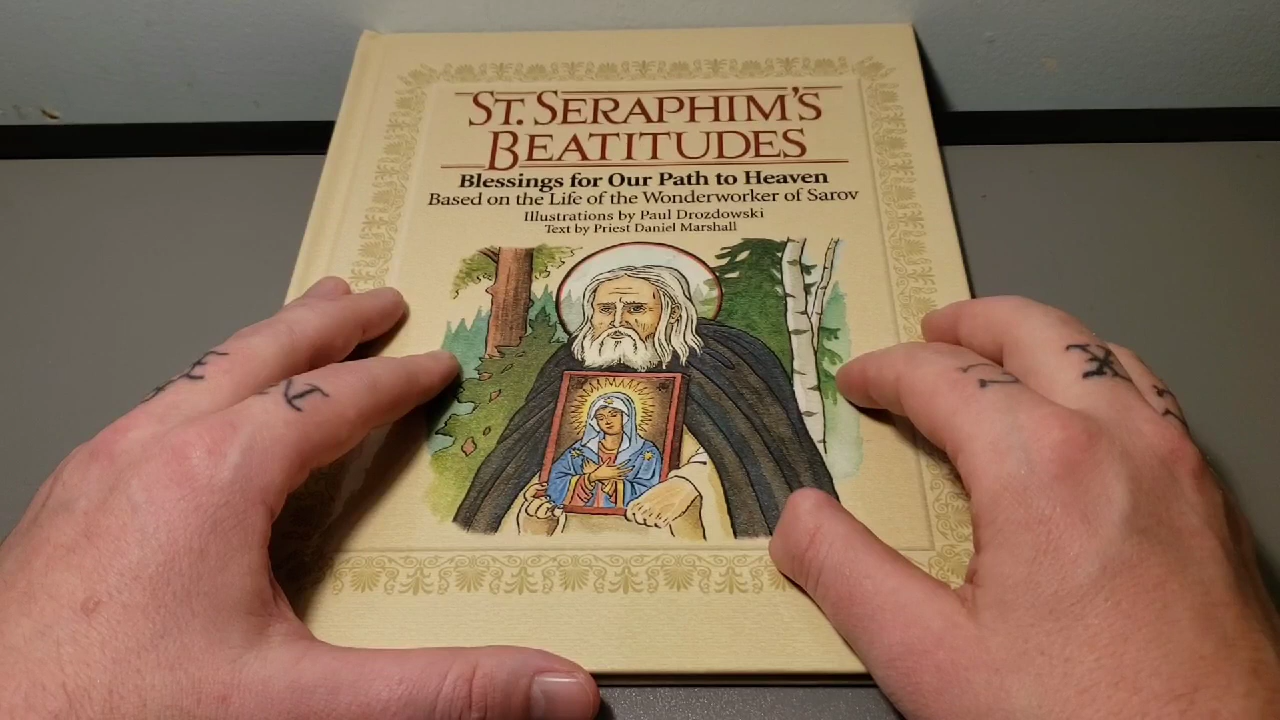 ST. SERAPHIM'S
BEATITUDES
Blessings for Our Path to Heaven
Based on the Life of the Wonderworker of Sarov
Illustrations by Paul Drozdowski
Text by Priest Daniel Marshall